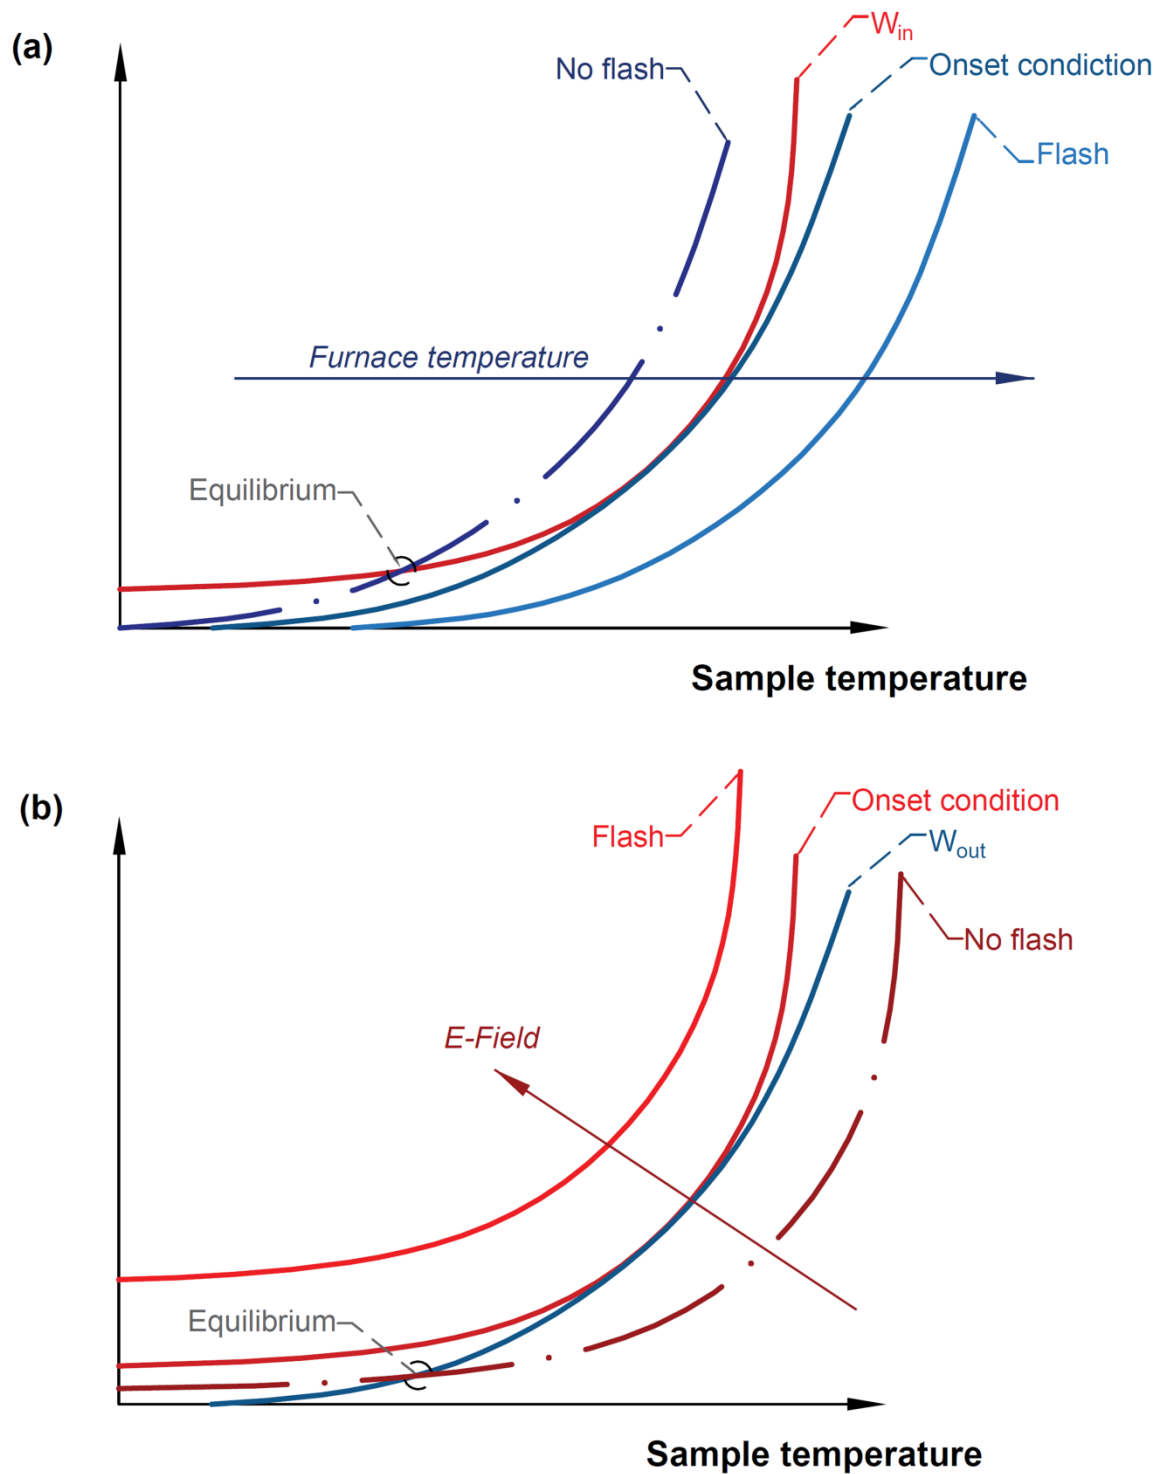 (a)
W_in
No flash
Onset condiction
Flash
Furnace temperature
Equilibrium
Sample temperature
(b)
Onset condition
Flash
W_out
No flash
E-Field
Equilibrium
Sample temperature